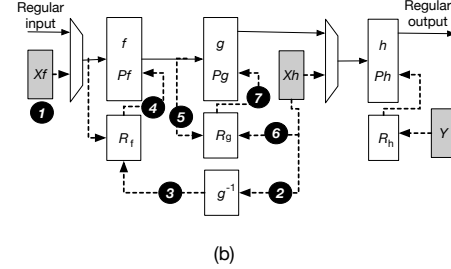 Regular
input
Regular
output
f
g
h
Xf
Pf
Pg
Xh
Ph
1
4
5
7
Rf
Rg
6
Rh
Y
3
g-1
2
(b)